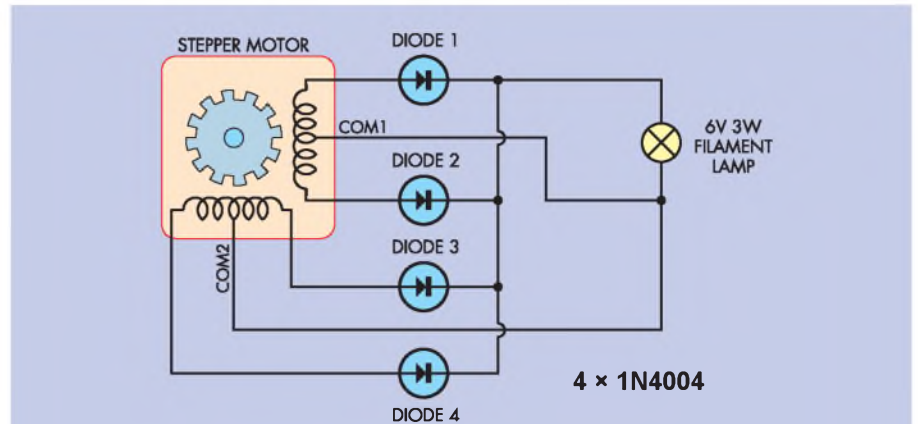 STEPPER MOTOR
DIODE 1
COM1
6V 3W
FILAMENT
LAMP
DIODE 2
DIODE 3
COM2
4 × 1N4004
DIODE 4